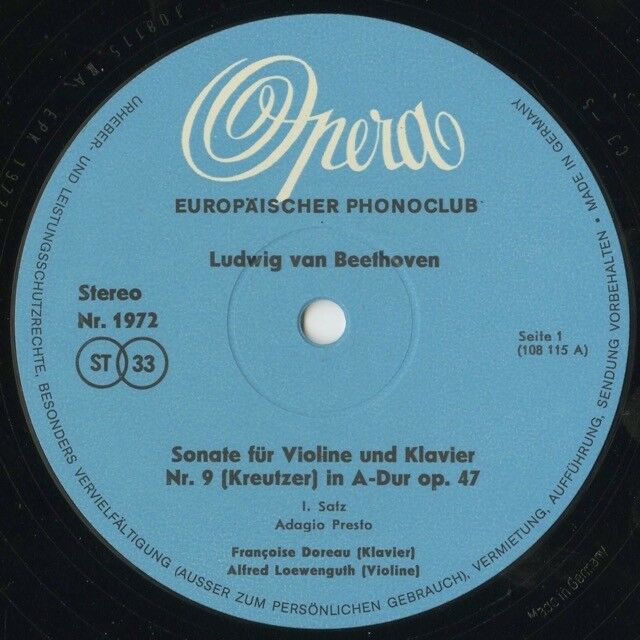 Opera
EUROPÄISCHER PHONOCLUB
Ludwig van Beethoven
Stereo
Nr. 1972
ST 33
Seite 1
(108 115 A)
Sonate für Violine und Klavier
Nr. 9 (Kreutzer) in A-Dur op. 47
I. Satz
Adagio Presto
Françoise Doreau (Klavier)
Alfred Loewenguth (Violine)
URHEBER- UND LEISTUNGSSCHUTZRECHTE, BESONDERS VERVIELFÄLTIGUNG (AUSSER ZUM PERSÖNLICHEN GEBRAUCH), VERMIETUNG, AUFFÜHRUNG, SENDUNG VORBEHALTEN • MADE IN GERMANY
Made in Germany